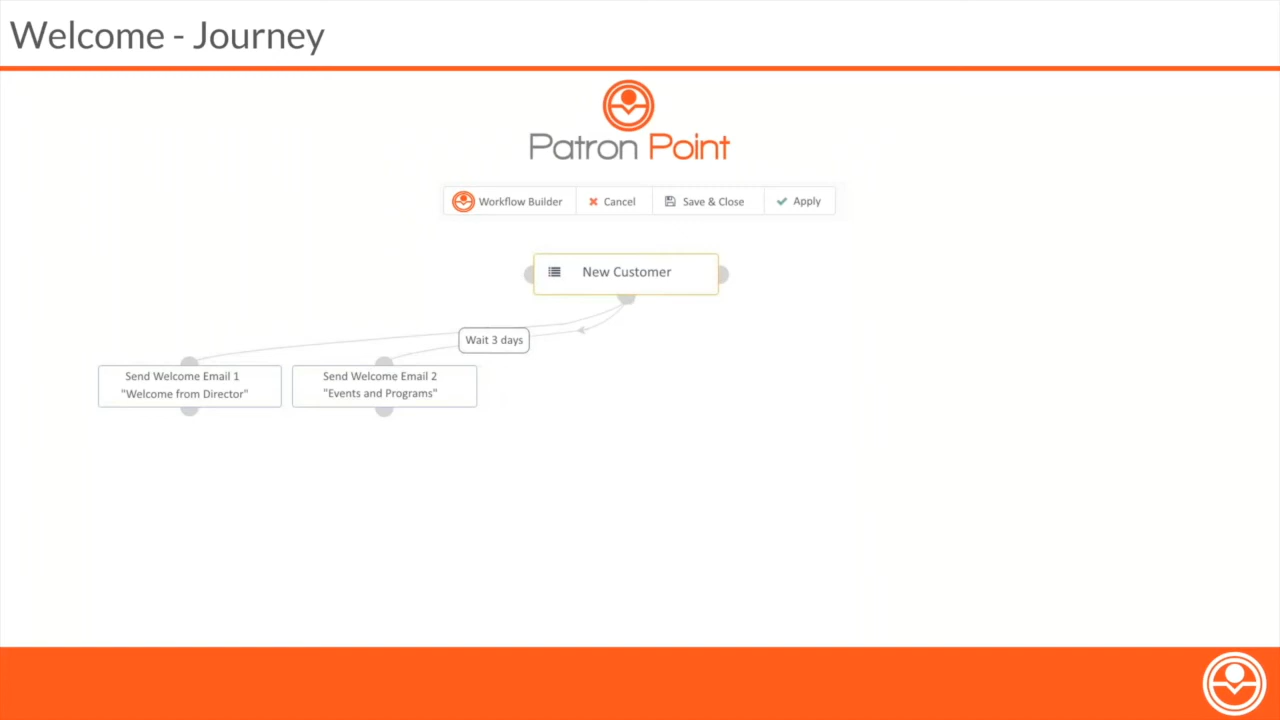 Welcome - Journey
Patron Point
Workflow Builder
Cancel
Save & Close
Apply
New Customer
Wait 3 days
Send Welcome Email 1
"Welcome from Director"
Send Welcome Email 2
"Events and Programs"